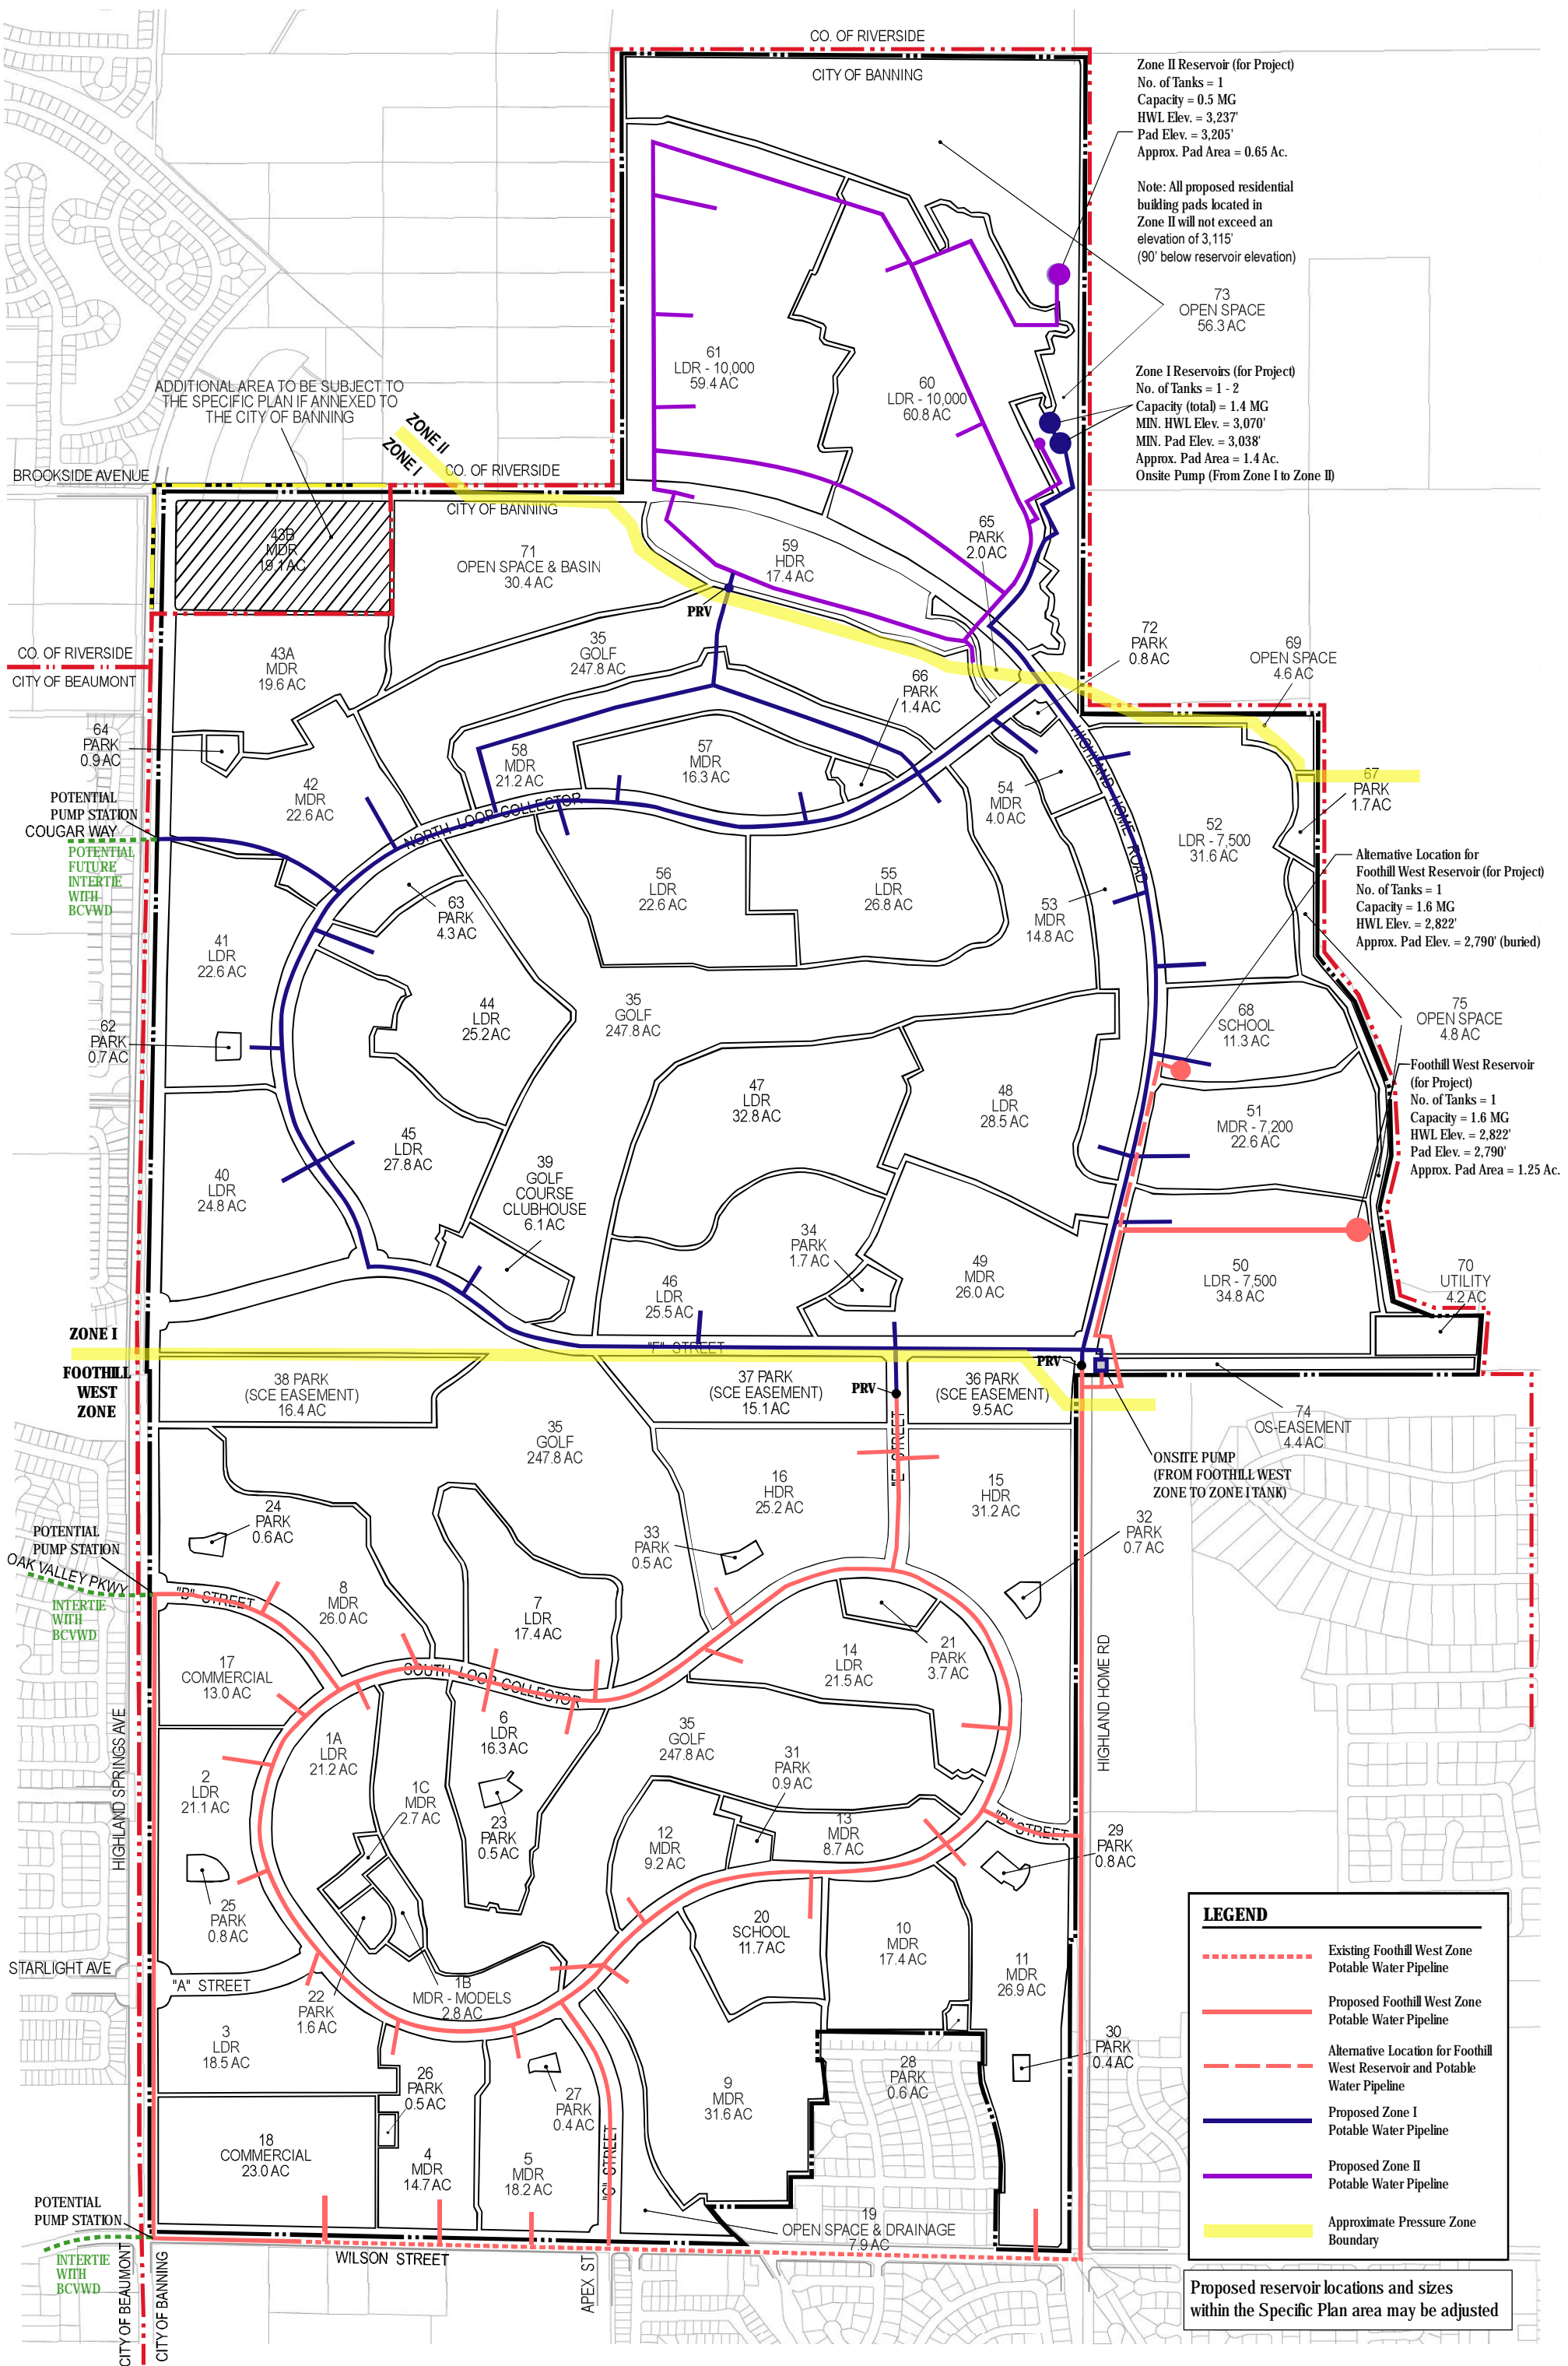 CO. OF RIVERSIDE
CITY OF BANNING
Zone II Reservoir (for Project)
No. of Tanks = 1
Capacity = 0.5 MG
HWL Elev. = 3,237'
Pad Elev. = 3,205'
Approx. Pad Area = 0.65 Ac.
Note: All proposed residential
building pads located in
Zone II will not exceed an
elevation of 3,115'
(90' below reservoir elevation)
73
OPEN SPACE
56.3 AC
61
LDR - 10,000
59.4 AC
60
LDR - 10,000
60.8 AC
Zone I Reservoirs (for Project)
No. of Tanks = 1 - 2
Capacity (total) = 1.4 MG
MIN. HWL Elev. = 3,070'
MIN. Pad Elev. = 3,038'
Approx. Pad Area = 1.4 Ac.
Onsite Pump (From Zone I to Zone II)
ADDITIONAL AREA TO BE SUBJECT TO
THE SPECIFIC PLAN IF ANNEXED TO
THE CITY OF BANNING
ZONE II
ZONE I
CO. OF RIVERSIDE
CITY OF BANNING
BROOKSIDE AVENUE
43B
MDR
19.1 AC
71
OPEN SPACE & BASIN
30.4 AC
59
HDR
17.4 AC
65
PARK
2.0 AC
PRV
72
PARK
0.8 AC
69
OPEN SPACE
4.6 AC
CO. OF RIVERSIDE
CITY OF BEAUMONT
43A
MDR
19.6 AC
35
GOLF
247.8 AC
66
PARK
1.4 AC
64
PARK
0.9 AC
58
MDR
21.2 AC
57
MDR
16.3 AC
54
MDR
4.0 AC
HIGHLAND HOME ROAD
67
PARK
1.7 AC
42
MDR
22.6 AC
POTENTIAL
PUMP STATION
COUGAR WAY
POTENTIAL
FUTURE
INTERTIE
WITH
BCVWD
NORTH LOOP COLLECTOR
52
LDR - 7,500
31.6 AC
Alternative Location for
Foothill West Reservoir (for Project)
No. of Tanks = 1
Capacity = 1.6 MG
HWL Elev. = 2,822'
Approx. Pad Elev. = 2,790' (buried)
63
PARK
4.3 AC
56
LDR
22.6 AC
55
LDR
26.8 AC
53
MDR
14.8 AC
41
LDR
22.6 AC
44
LDR
25.2 AC
35
GOLF
247.8 AC
68
SCHOOL
11.3 AC
75
OPEN SPACE
4.8 AC
62
PARK
0.7 AC
Foothill West Reservoir
(for Project)
No. of Tanks = 1
Capacity = 1.6 MG
HWL Elev. = 2,822'
Pad Elev. = 2,790'
Approx. Pad Area = 1.25 Ac.
47
LDR
32.8 AC
48
LDR
28.5 AC
51
MDR - 7,200
22.6 AC
45
LDR
27.8 AC
40
LDR
24.8 AC
39
GOLF
COURSE
CLUBHOUSE
6.1 AC
34
PARK
1.7 AC
46
LDR
25.5 AC
49
MDR
26.0 AC
50
LDR - 7,500
34.8 AC
70
UTILITY
4.2 AC
ZONE I
FOOTHILL
WEST
ZONE
"F" STREET
PRV
38 PARK
(SCE EASEMENT)
16.4 AC
37 PARK
(SCE EASEMENT)
15.1 AC
PRV
36 PARK
(SCE EASEMENT)
9.5 AC
74
OS-EASEMENT
4.4 AC
35
GOLF
247.8 AC
"E" STREET
ONSITE PUMP
(FROM FOOTHILL WEST
ZONE TO ZONE I TANK)
16
HDR
25.2 AC
15
HDR
31.2 AC
24
PARK
0.6 AC
33
PARK
0.5 AC
32
PARK
0.7 AC
POTENTIAL
PUMP STATION
OAK VALLEY PKWY
INTERTIE
WITH
BCVWD
"B" STREET
8
MDR
26.0 AC
7
LDR
17.4 AC
21
PARK
3.7 AC
14
LDR
21.5 AC
17
COMMERCIAL
13.0 AC
SOUTH LOOP COLLECTOR
HIGHLAND HOME RD
HIGHLAND SPRINGS AVE
6
LDR
16.3 AC
35
GOLF
247.8 AC
1A
LDR
21.2 AC
31
PARK
0.9 AC
2
LDR
21.1 AC
1C
MDR
2.7 AC
23
PARK
0.5 AC
12
MDR
9.2 AC
13
MDR
8.7 AC
"D" STREET
29
PARK
0.8 AC
25
PARK
0.8 AC
20
SCHOOL
11.7 AC
10
MDR
17.4 AC
11
MDR
26.9 AC
STARLIGHT AVE
"A" STREET
22
PARK
1.6 AC
1B
MDR - MODELS
2.8 AC
3
LDR
18.5 AC
26
PARK
0.5 AC
27
PARK
0.4 AC
9
MDR
31.6 AC
28
PARK
0.6 AC
30
PARK
0.4 AC
18
COMMERCIAL
23.0 AC
4
MDR
14.7 AC
5
MDR
18.2 AC
"C" STREET
POTENTIAL
PUMP STATION
19
OPEN SPACE & DRAINAGE
7.9 AC
INTERTIE
WITH
BCVWD
WILSON STREET
APEX ST
CITY OF BEAUMONT
CITY OF BANNING
LEGEND
Existing Foothill West Zone
Potable Water Pipeline
Proposed Foothill West Zone
Potable Water Pipeline
Alternative Location for Foothill
West Reservoir and Potable
Water Pipeline
Proposed Zone I
Potable Water Pipeline
Proposed Zone II
Potable Water Pipeline
Approximate Pressure Zone
Boundary
Proposed reservoir locations and sizes
within the Specific Plan area may be adjusted